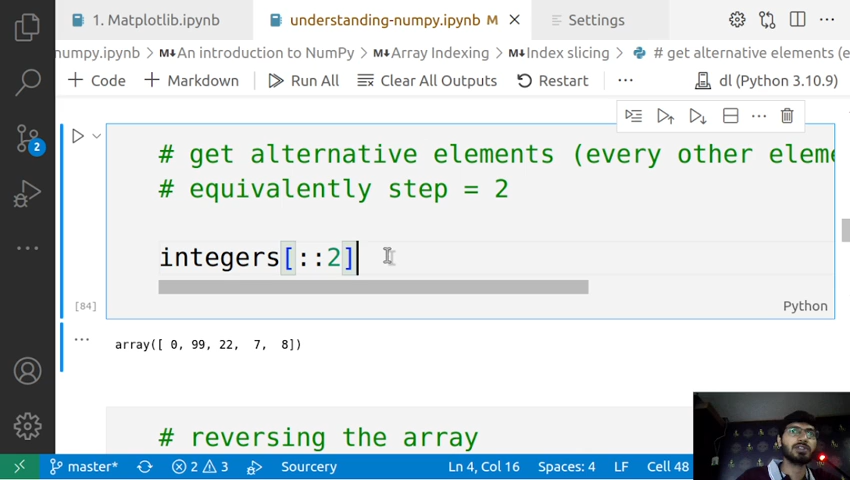 1. Matplotlib.ipynb
understanding-numpy.ipynb M
Settings
numpy.ipynb > An introduction to NumPy > Array Indexing > Index slicing > # get alternative elements (e
+ Code + Markdown Run All Clear All Outputs Restart ... dl (Python 3.10.9)
# get alternative elements (every other eleme
# equivalently step = 2
integers[::2]
[84]
Python
array([ 0, 99, 22, 7, 8])
# reversing the array
2
master* 2 3 Sourcery Ln 4, Col 16 Spaces: 4 LF Cell 48